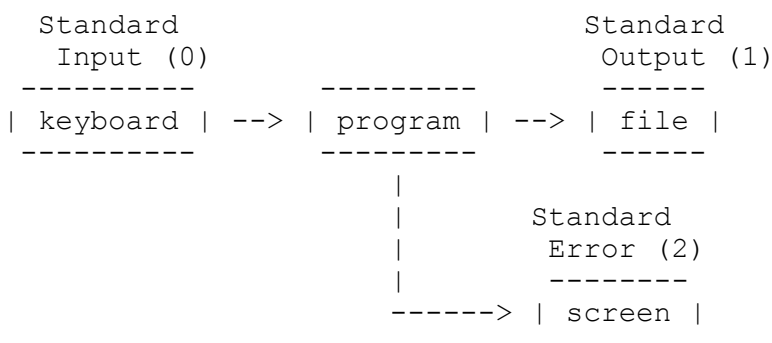 Standard Standard
Input (0) Output (1)
---------- --------- ------
| keyboard | --> | program | --> | file |
---------- --------- ------
|
| Standard
| Error (2)
| --------
------> | screen |